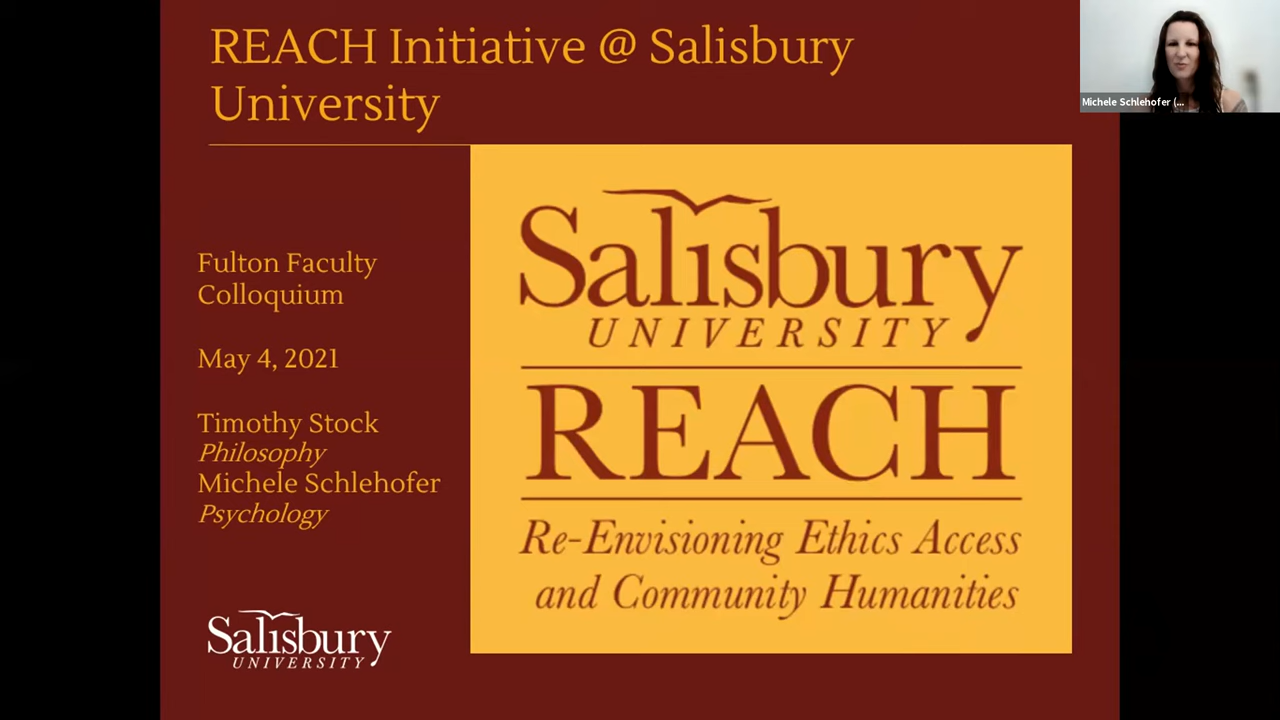 REACH Initiative @ Salisbury
University
Michele Schlehofer (...
Fulton Faculty
Colloquium
May 4, 2021
Timothy Stock
Philosophy
Michele Schlehofer
Psychology
Salisbury
UNIVERSITY
Salisbury
UNIVERSITY
REACH
Re-Envisioning Ethics Access
and Community Humanities